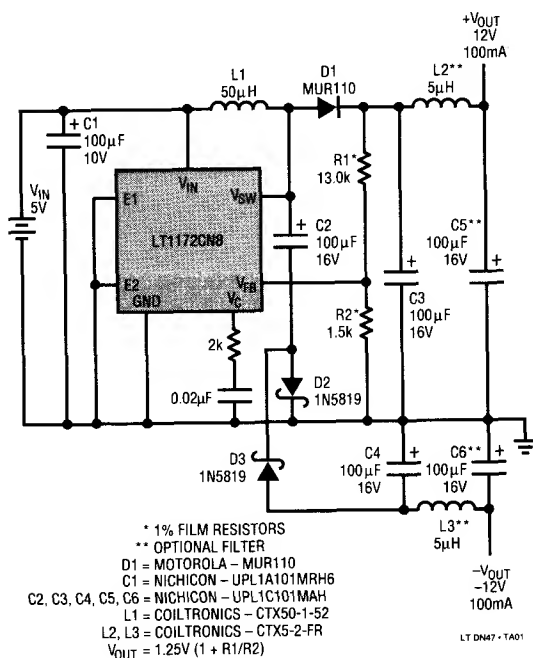 +VOUT
12V
100mA
L1
50µH
D1
MUR110
L2**
5µH
+
C1
100µF
10V
VIN
5V
R1*
13.0k
VIN
E1
VSW
LT1172CN8
+
C2
100µF
16V
C5**
100µF
16V
+
E2
VFB
GND
VC
+
C3
100µF
16V
R2*
1.5k
2k
0.02µF
D2
1N5819
D3
1N5819
C4
100µF
16V
+
C6**
100µF
16V
+
L3**
5µH
* 1% FILM RESISTORS
** OPTIONAL FILTER
D1 = MOTOROLA – MUR110
C1 = NICHICON – UPL1A101MRH6
C2, C3, C4, C5, C6 = NICHICON – UPL1C101MAH
L1 = COILTRONICS – CTX50-1-52
L2, L3 = COILTRONICS – CTX5-2-FR
VOUT = 1.25V (1 + R1/R2)
–VOUT
–12V
100mA
LT DN47 • TA01